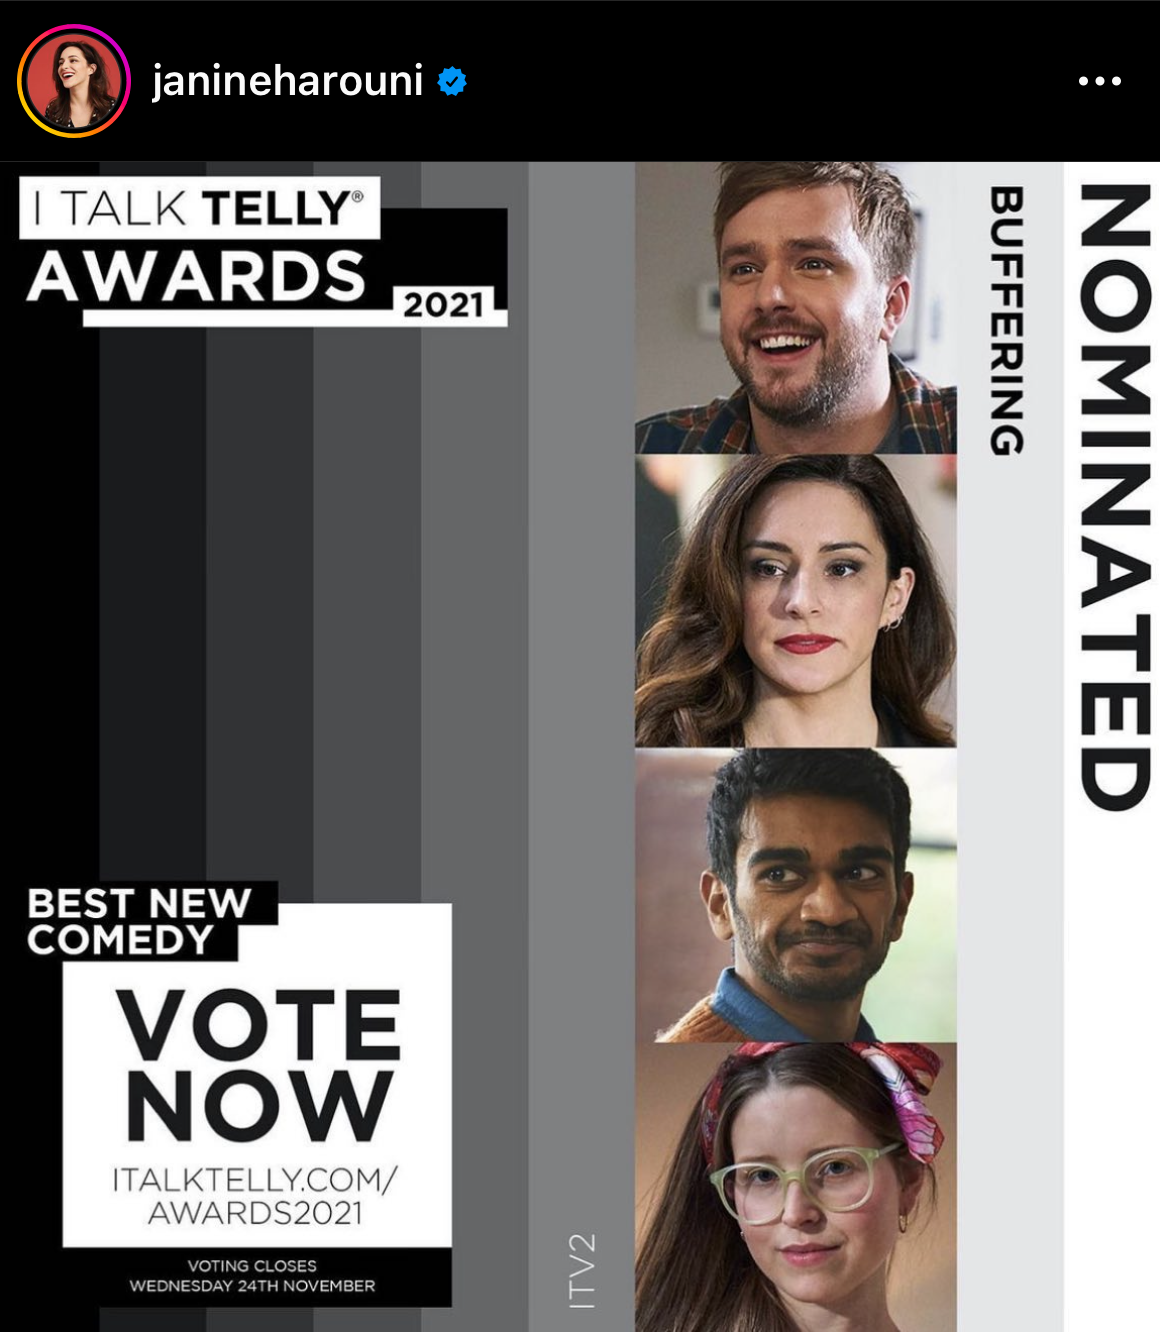 janineharouni
I TALK TELLY®
AWARDS
2021
BUFFERING
NOMINATED
BEST NEW
COMEDY
VOTE
NOW
ITALKTELLY.COM/
AWARDS2021
VOTING CLOSES
WEDNESDAY 24TH NOVEMBER
ITV2